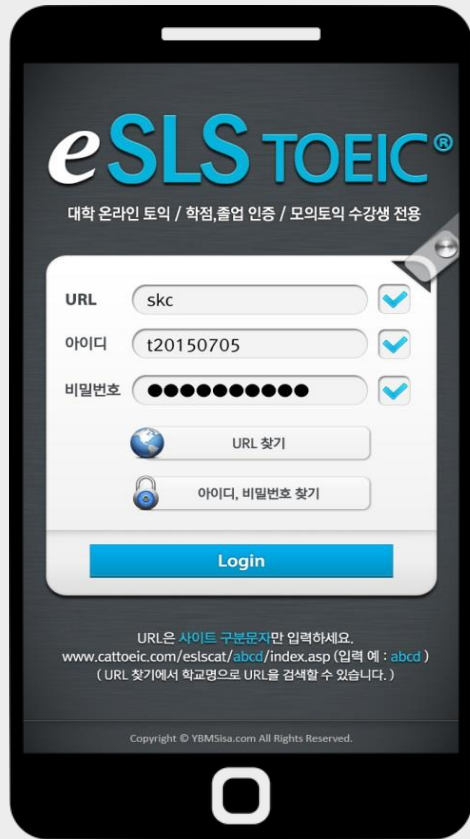 eSLS TOEIC®
대학 온라인 토익 / 학점,졸업 인증 / 모의토익 수강생 전용
URL skc
아이디 t20150705
비밀번호 ●●●●●●●●●●
URL 찾기
아이디, 비밀번호 찾기
Login
URL은 사이트 구분문자만 입력하세요.
www.cattoeic.com/eslscat/abcd/index.asp (입력 예 : abcd )
( URL 찾기에서 학교명으로 URL을 검색할 수 있습니다. )
Copyright © YBMSisa.com All Rights Reserved.